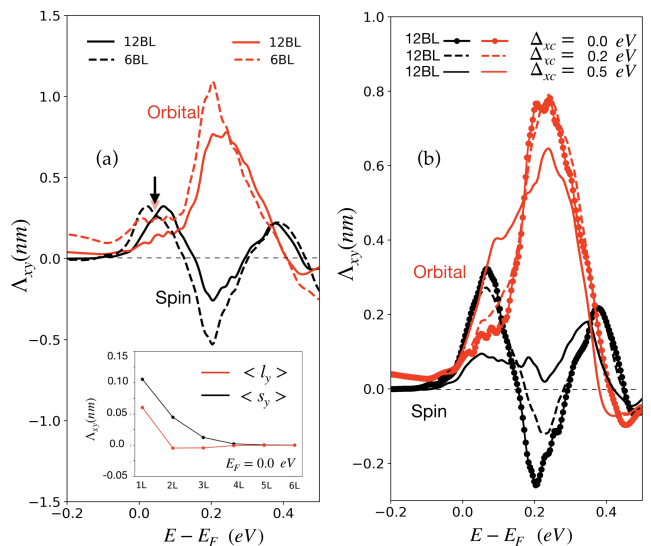 1.5
12BL 12BL
6BL 6BL
1.0
Orbital
(a)
0.5
Λxy(nm)
0.0
Spin
−0.5
−1.0
−1.5
0.15
0.10
0.05
0.0
−0.05
Λxy(nm)
< ly >
< sy >
EF = 0.0 eV
1L 2L 3L 4L 5L 6L
−0.2 0.0 0.2 0.4
E − EF (eV)
1.0
12BL Δxc = 0.0 eV
12BL Δxc = 0.2 eV
12BL Δxc = 0.5 eV
0.8
(b)
0.6
0.4
Λxy(nm)
Orbital
0.2
0.0
Spin
−0.2
−0.2 0.0 0.2 0.4
E − EF (eV)